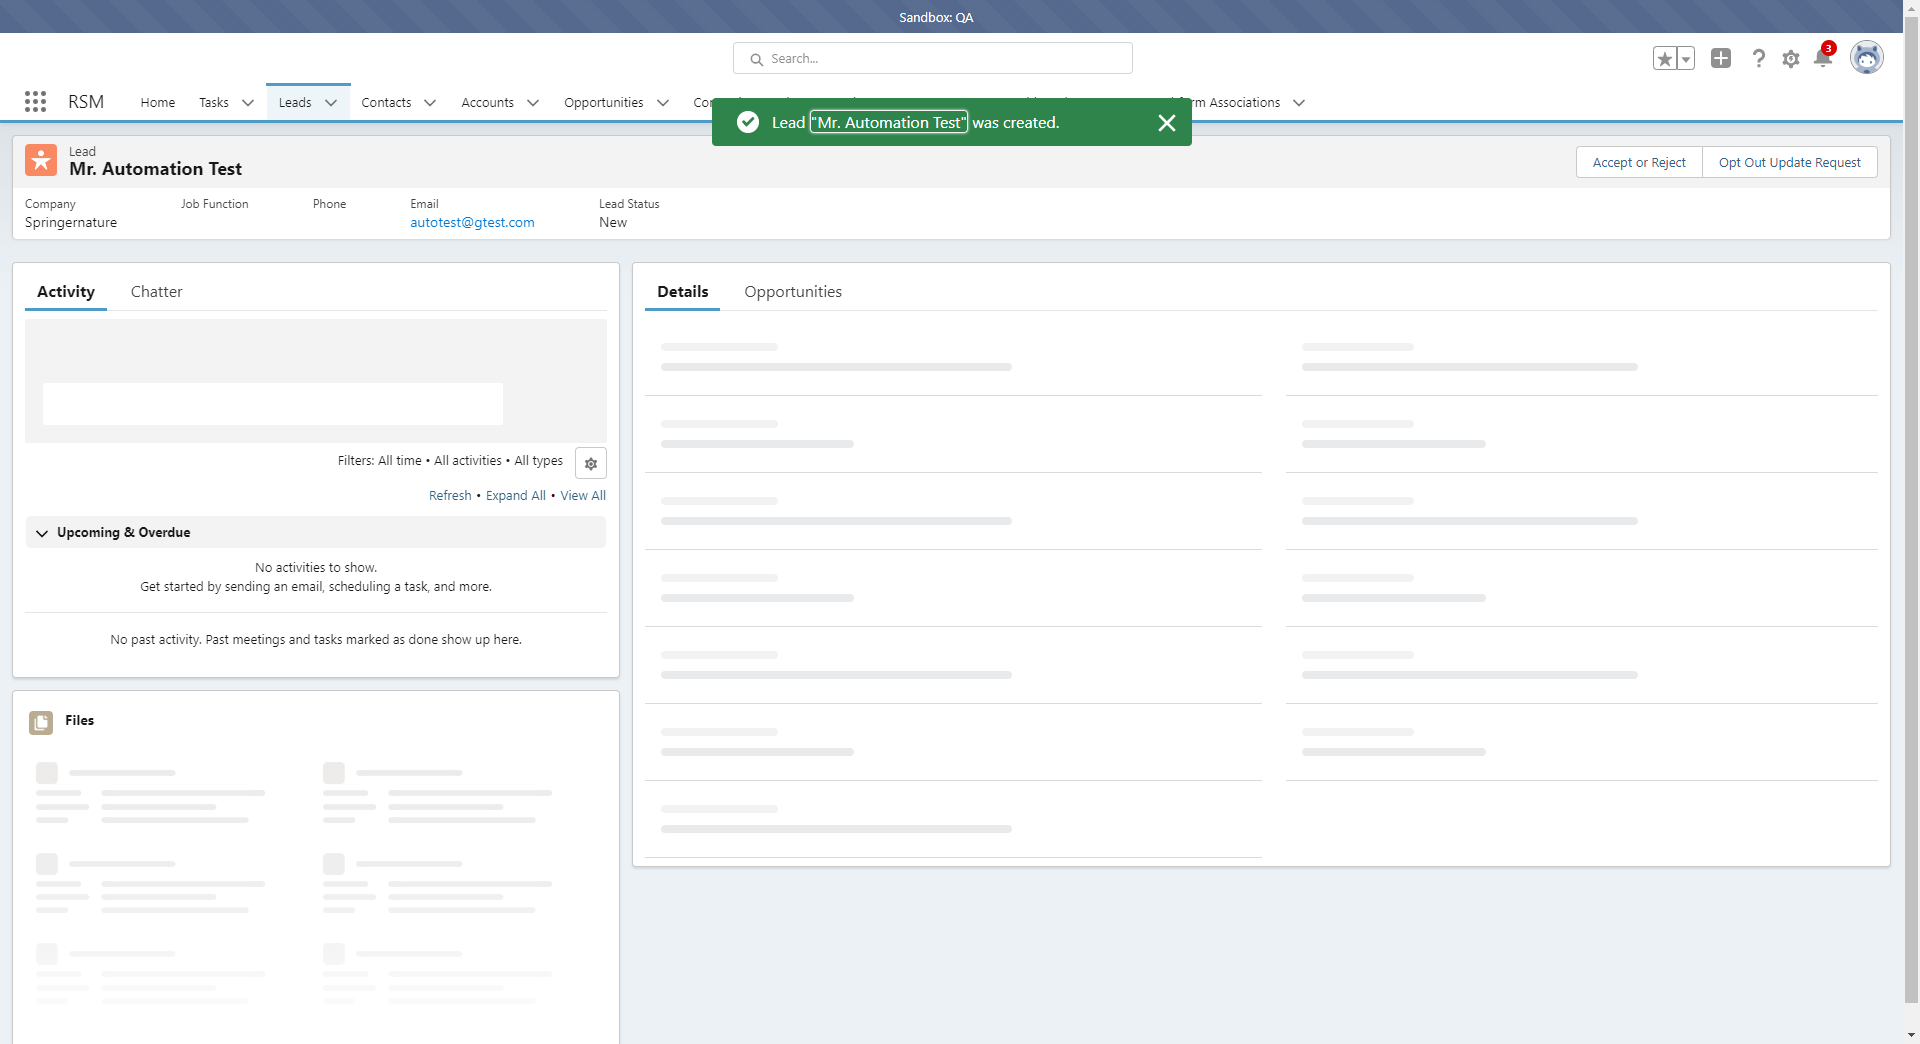 Sandbox: QA
Search...
3
RSM
Home
Tasks
Leads
Contacts
Accounts
Opportunities
Associations
Lead "Mr. Automation Test" was created.
Lead
Mr. Automation Test
Accept or Reject
Opt Out Update Request
Company
Job Function
Phone
Email
Lead Status
Springernature
autotest@gtest.com
New
Activity
Chatter
Details
Opportunities
Filters: All time • All activities • All types
Refresh • Expand All • View All
Upcoming & Overdue
No activities to show.
Get started by sending an email, scheduling a task, and more.
No past activity. Past meetings and tasks marked as done show up here.
Files